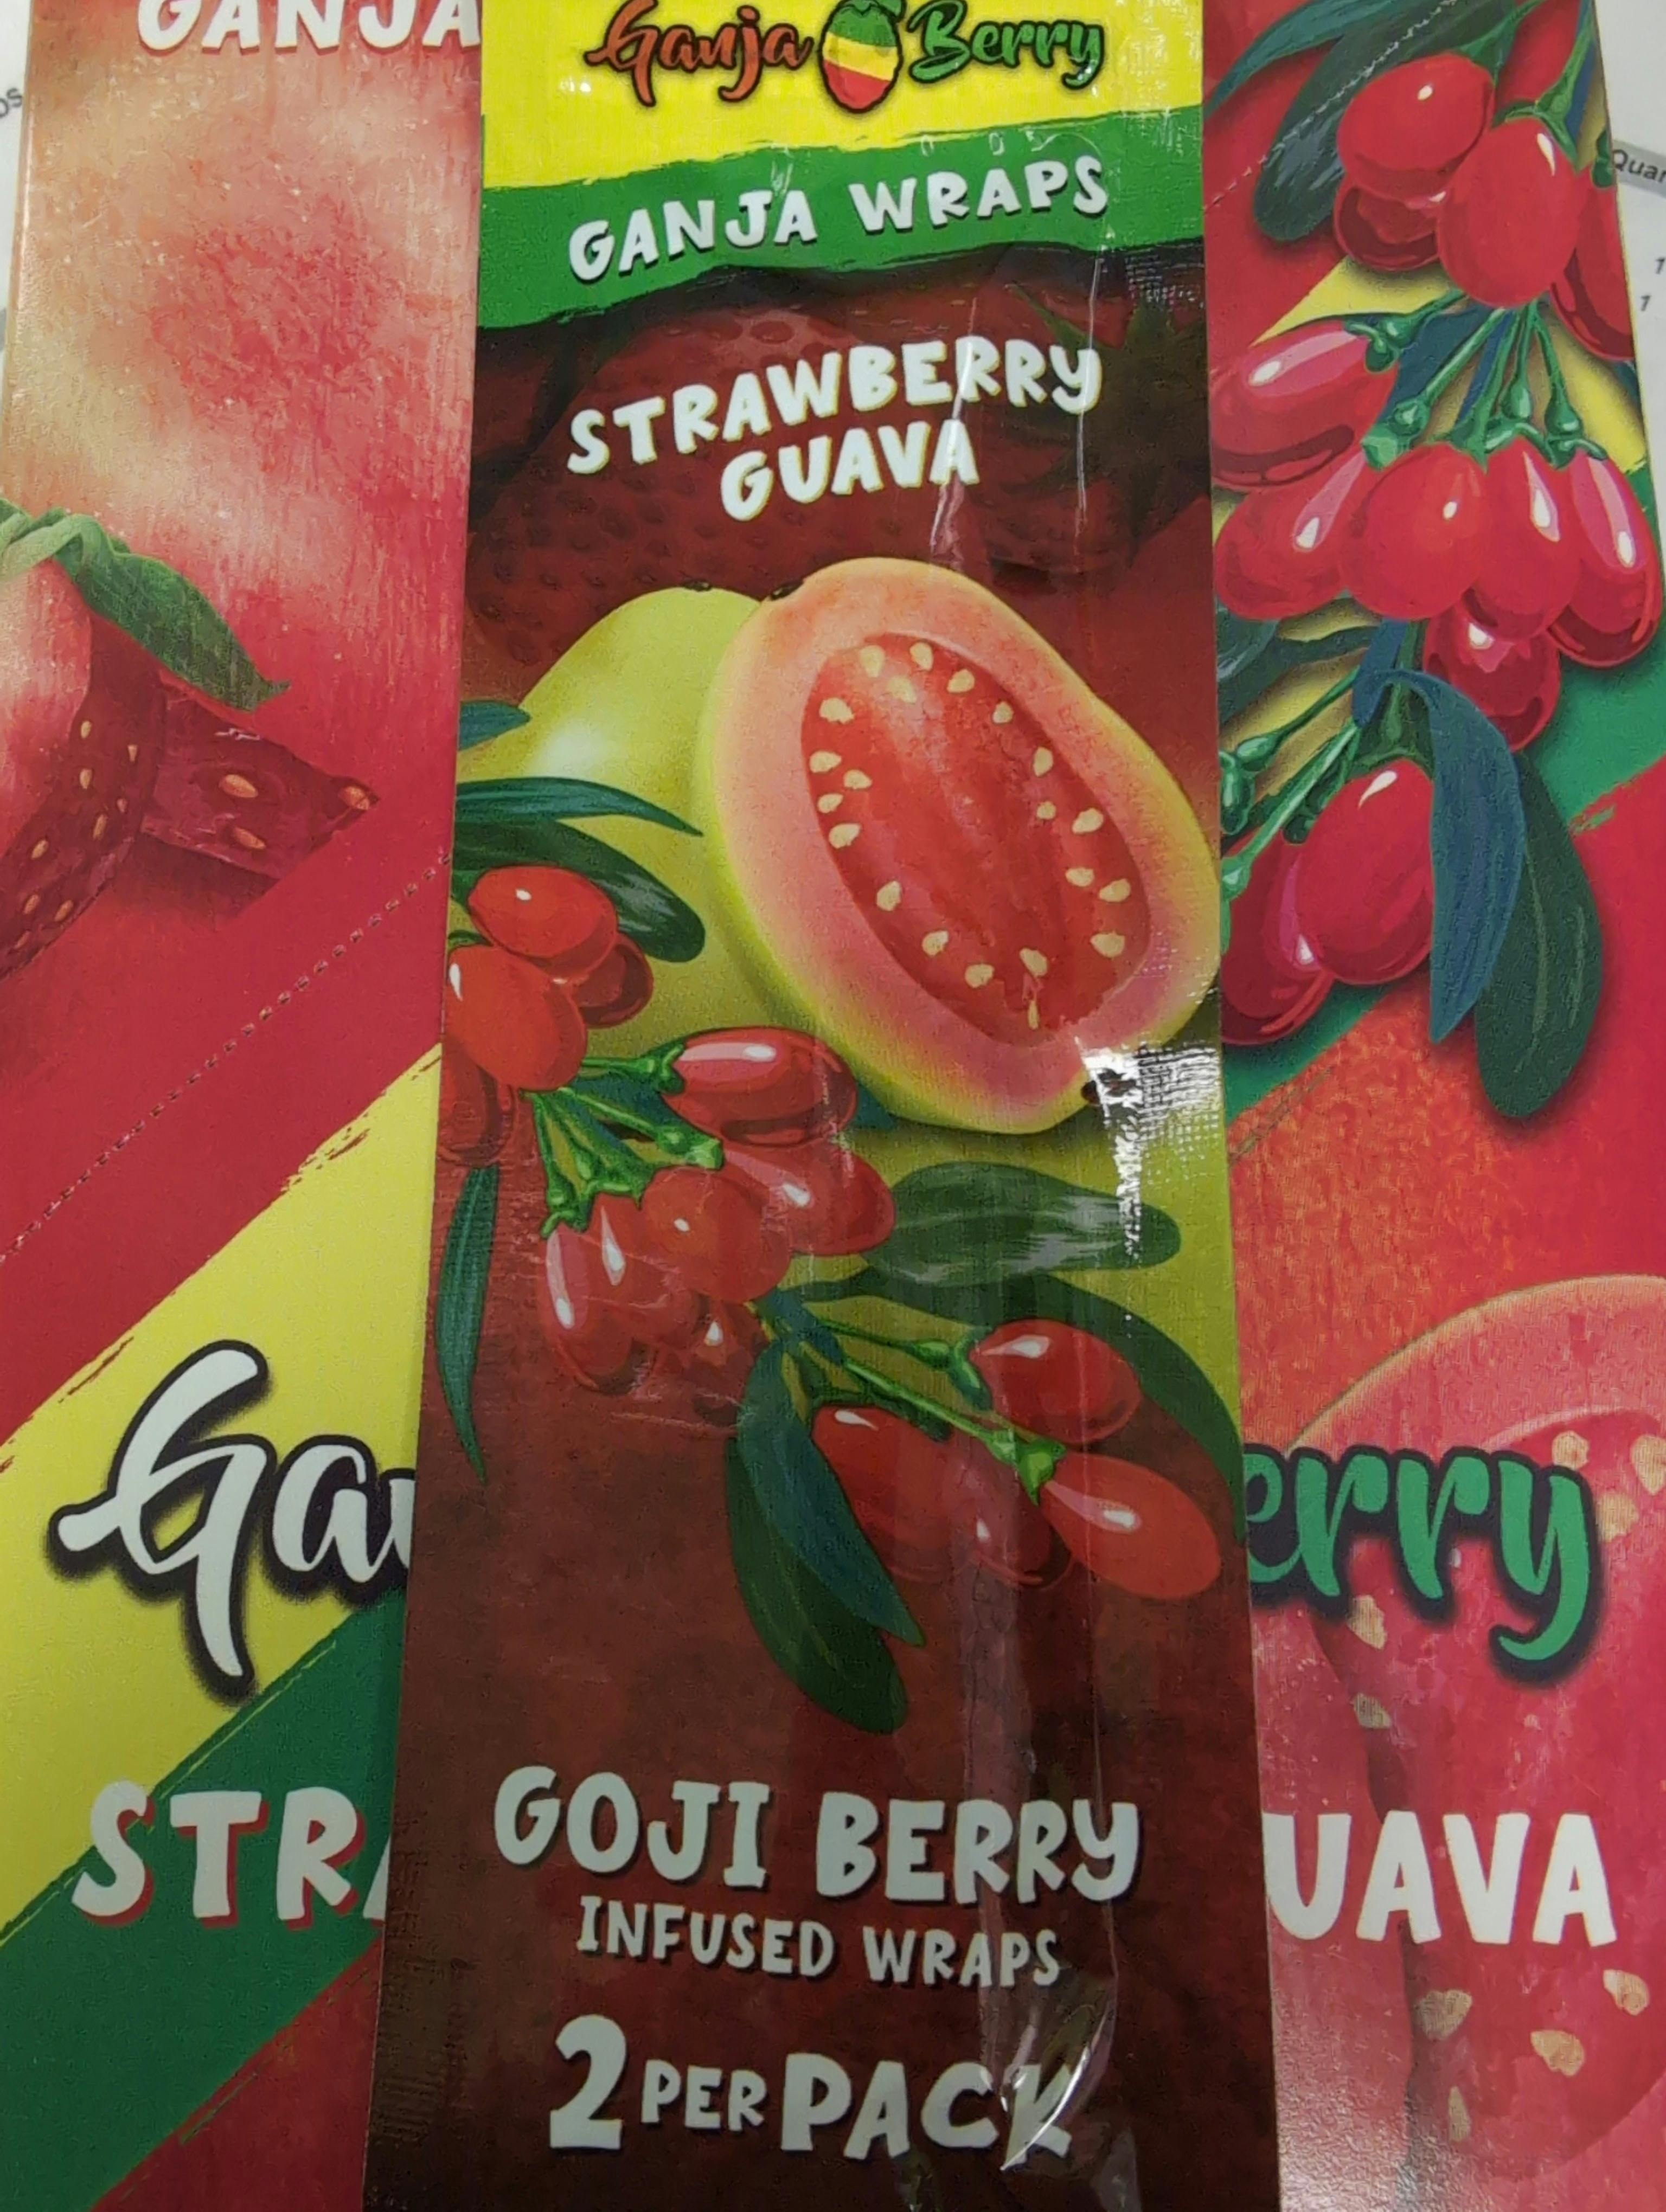 GANJA
Ganja Berry
GANJA WRAPS
STRAWBERRY
GUAVA
Ga
erry
STR
UAVA
GOJI BERRY
INFUSED WRAPS
2 PER PACK